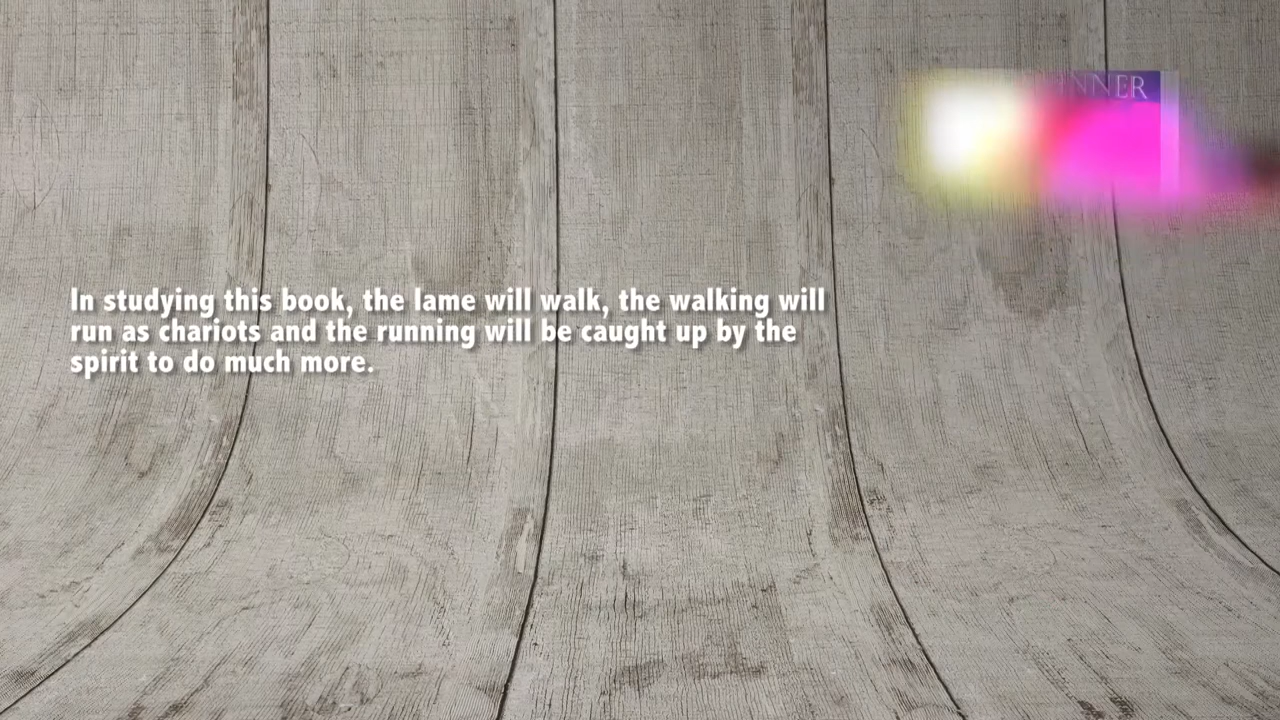 In studying this book, the lame will walk, the walking will
run as chariots and the running will be caught up by the
spirit to do much more.